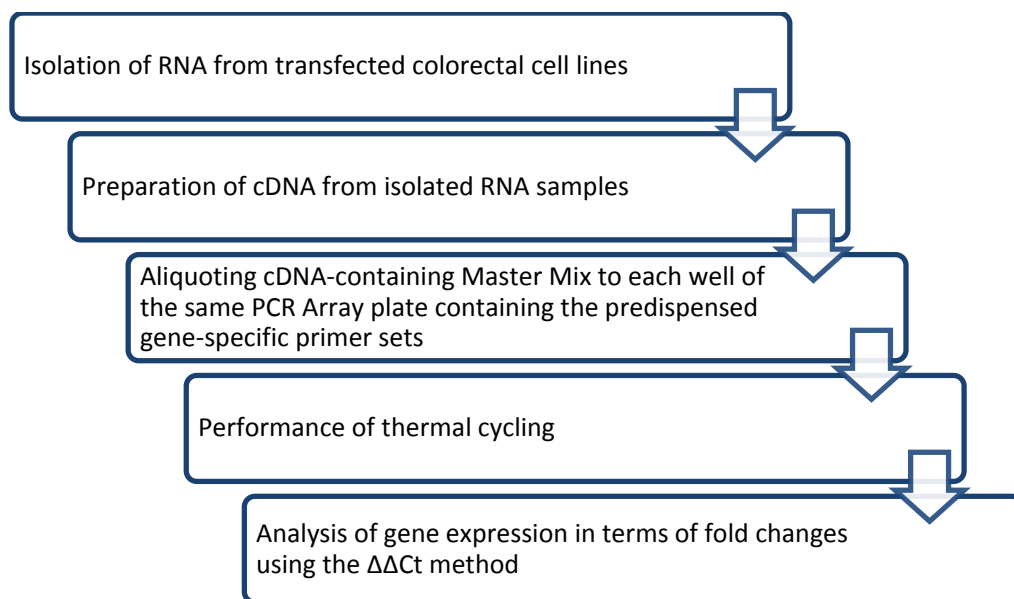 Isolation of RNA from transfected colorectal cell lines
Preparation of cDNA from isolated RNA samples
Aliquoting cDNA-containing Master Mix to each well of
the same PCR Array plate containing the predispensed
gene-specific primer sets
Performance of thermal cycling
Analysis of gene expression in terms of fold changes
using the ΔΔCt method